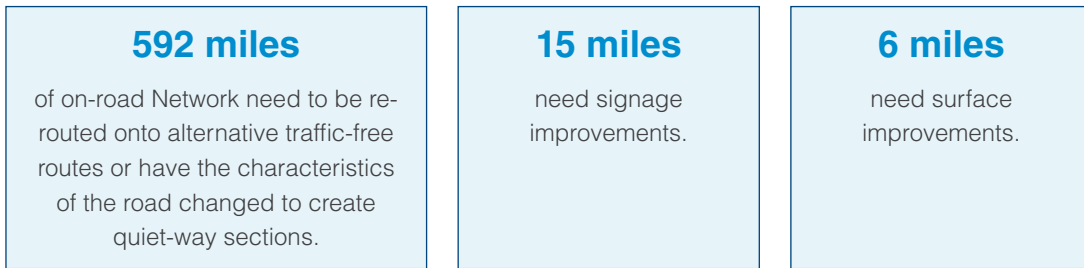 592 miles
of on-road Network need to be re-
routed onto alternative traffic-free
routes or have the characteristics
of the road changed to create
quiet-way sections.
15 miles
need signage
improvements.
6 miles
need surface
improvements.